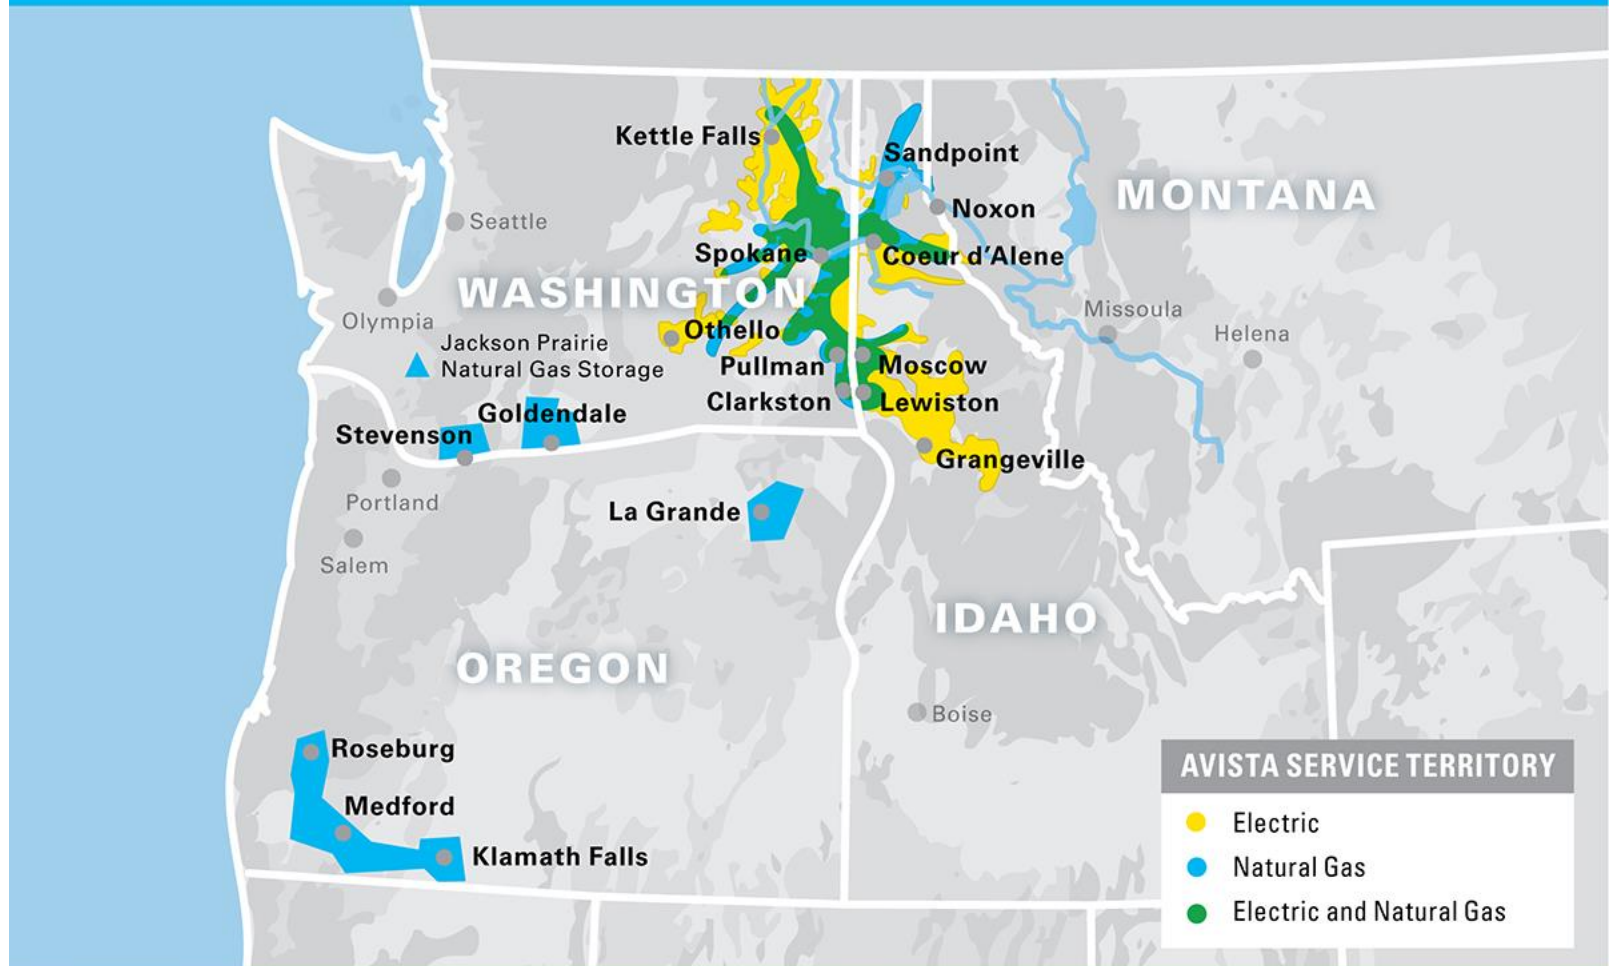 Kettle Falls
Sandpoint
MONTANA
Noxon
Seattle
Spokane
Coeur d’Alene
WASHINGTON
Olympia
Othello
Missoula
Helena
Jackson Prairie
Natural Gas Storage
Pullman
Moscow
Clarkston
Lewiston
Goldendale
Stevenson
Grangeville
Portland
La Grande
Salem
IDAHO
OREGON
Boise
Roseburg
Medford
Klamath Falls
AVISTA SERVICE TERRITORY
Electric
Natural Gas
Electric and Natural Gas